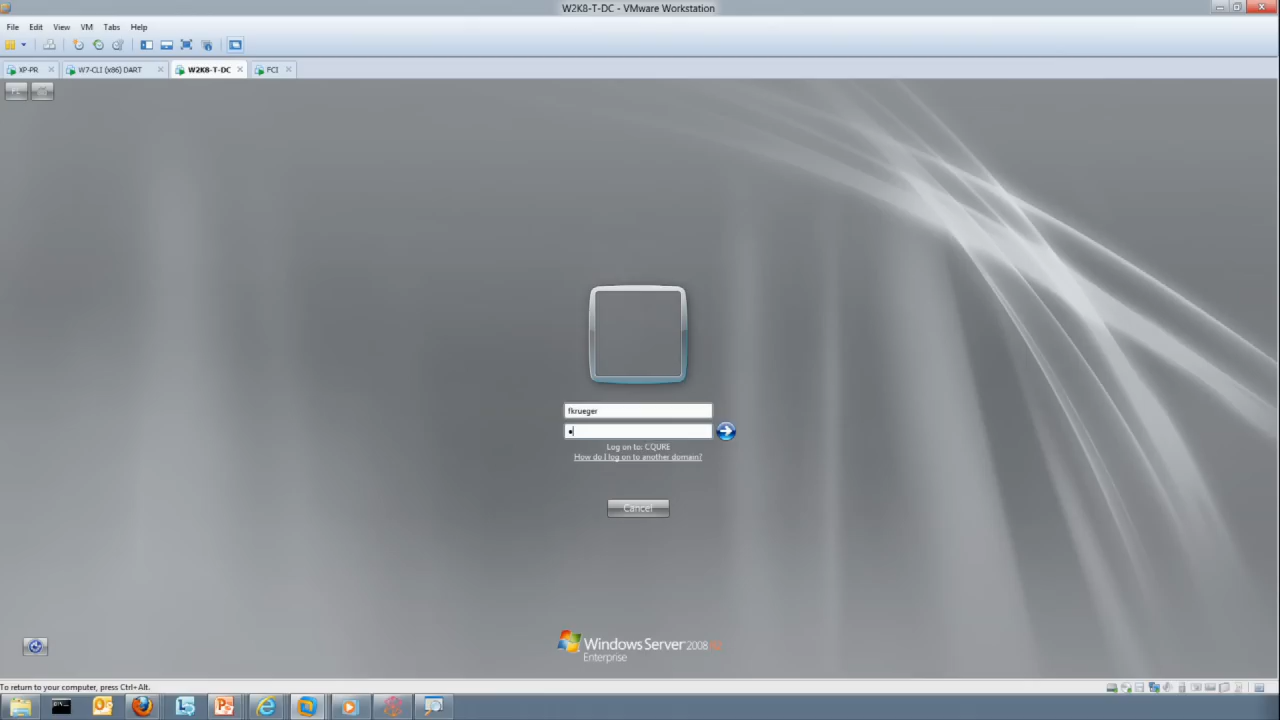 W2K8-T-DC - VMware Workstation
File Edit View VM Tabs Help
XP-PR W7-CLI (x86) DART W2K8-T-DC FCI
fkrueger
Log on to: CQURE
How do I log on to another domain?
Cancel
Windows Server 2008 R2
Enterprise
To return to your computer, press Ctrl+Alt.